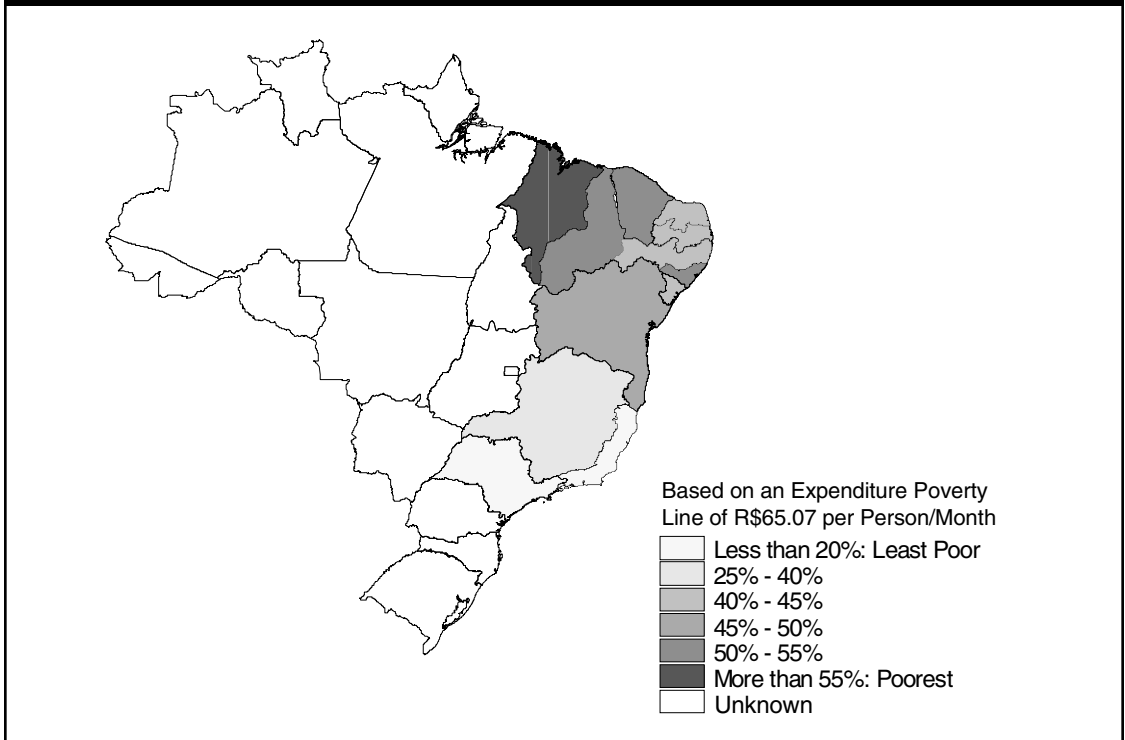 Based on an Expenditure Poverty
Line of R$65.07 per Person/Month
Less than 20%: Least Poor
25% - 40%
40% - 45%
45% - 50%
50% - 55%
More than 55%: Poorest
Unknown